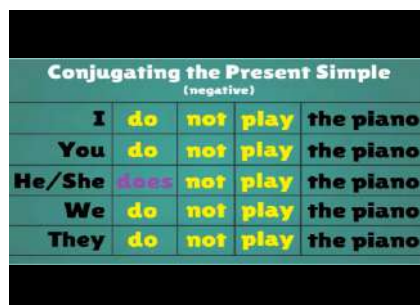 Conjugating the Present Simple
(negative)
I do not play the piano
You do not play the piano
He/She does not play the piano
We do not play the piano
They do not play the piano